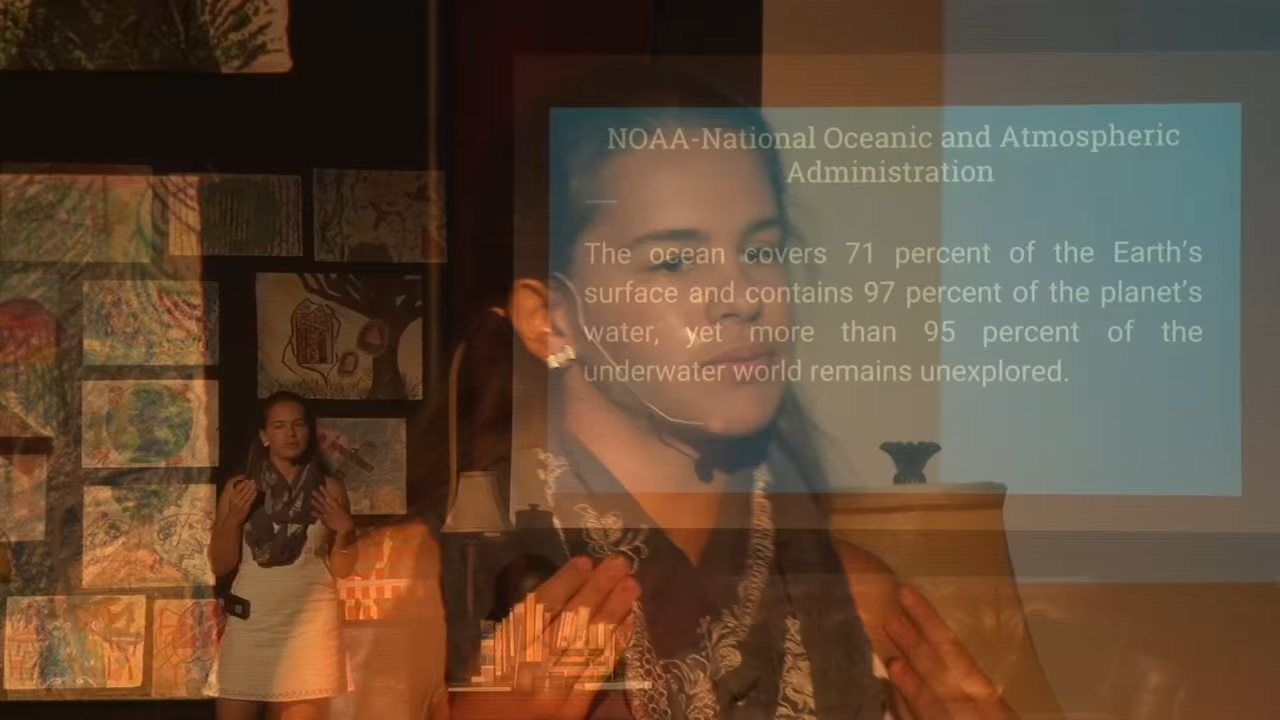 NOAA-National Oceanic and Atmospheric
Administration
The ocean covers 71 percent of the Earth's
surface and contains 97 percent of the planet's
water, yet more than 95 percent of the
underwater world remains unexplored.